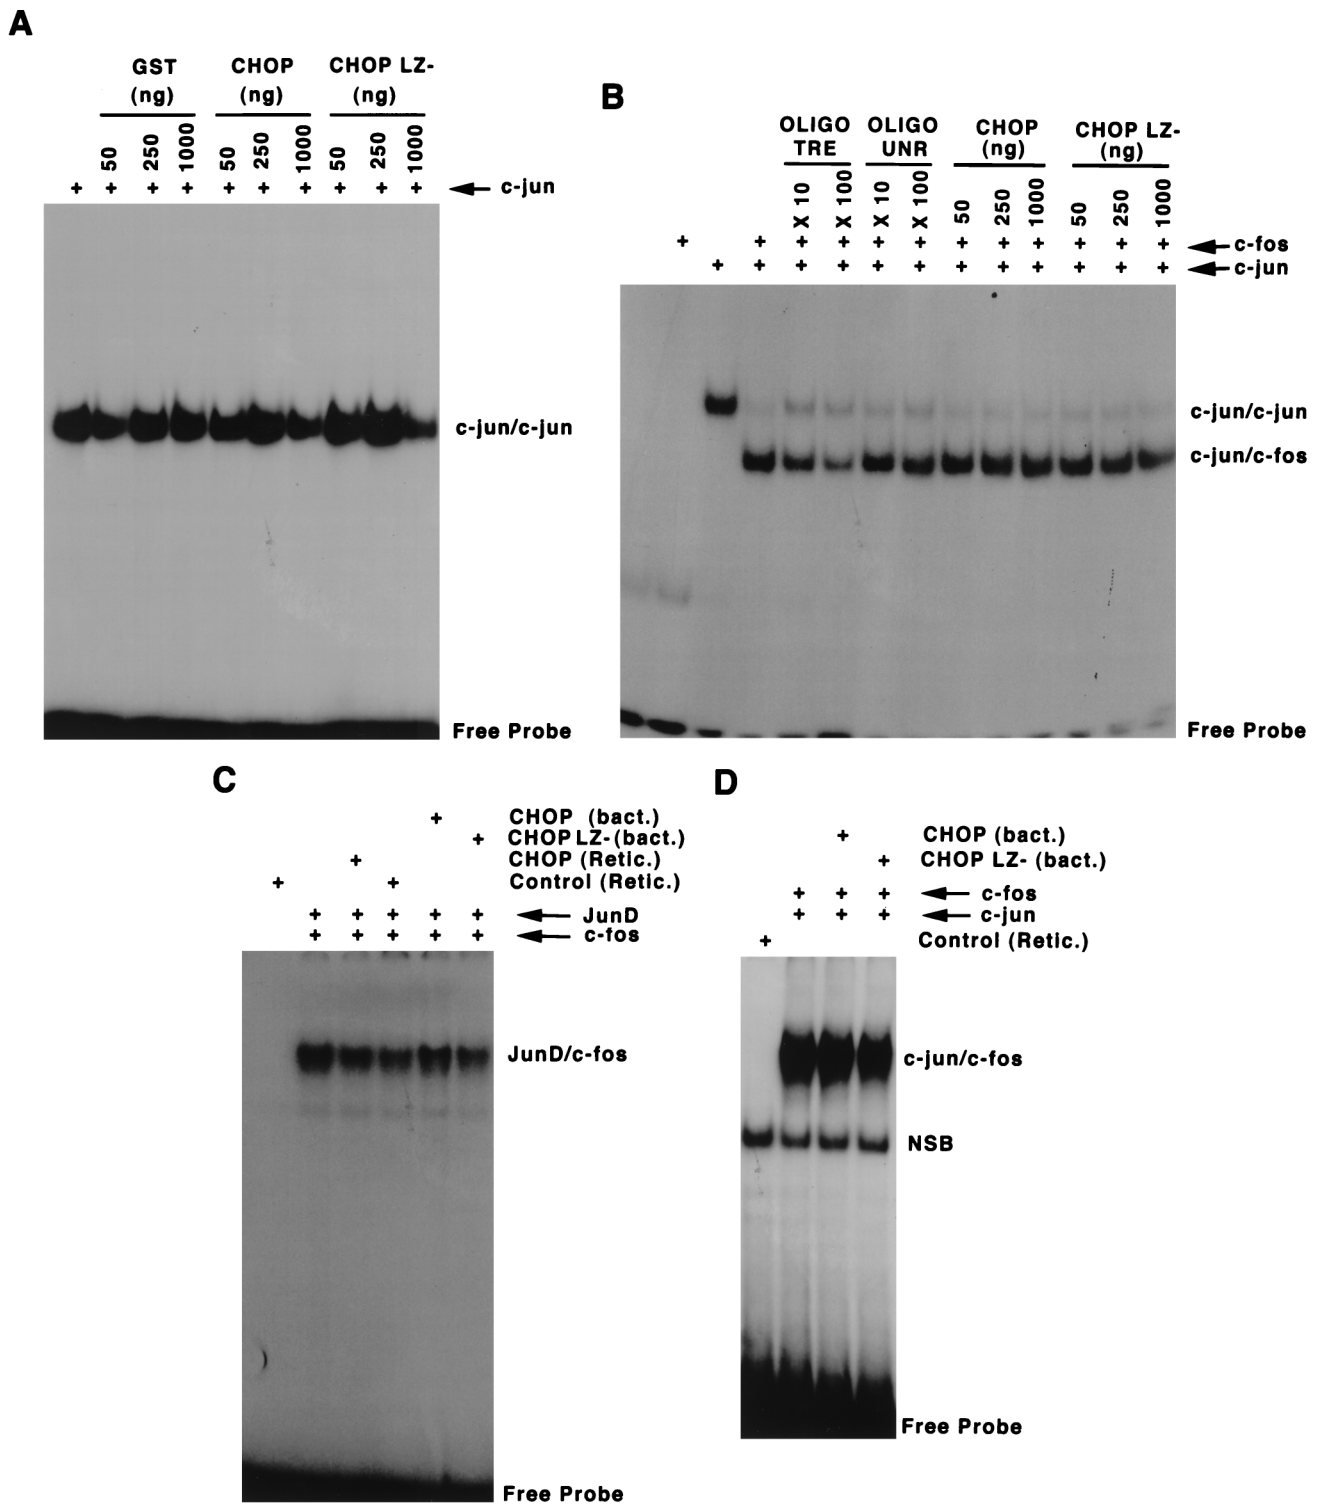 A
GST CHOP CHOP LZ-
(ng) (ng) (ng)
50 250 1000 50 250 1000 50 250 1000
+ + + + + + + + + + c-jun
c-jun/c-jun
Free Probe
B
OLIGO OLIGO CHOP CHOP LZ-
TRE UNR (ng) (ng)
X 10 X 100 X 10 X 100 50 250 1000 50 250 1000
+ + + + + + + + + + + + c-fos
+ + + + + + + + + + + + c-jun
c-jun/c-jun
c-jun/c-fos
Free Probe
C
+ CHOP (bact.)
+ CHOP LZ- (bact.)
+ CHOP (Retic.)
+ + Control (Retic.)
+ + + + + JunD
+ + + + + c-fos
JunD/c-fos
Free Probe
D
+ CHOP (bact.)
+ CHOP LZ- (bact.)
+ + + c-fos
+ + + c-jun
+ Control (Retic.)
c-jun/c-fos
NSB
Free Probe